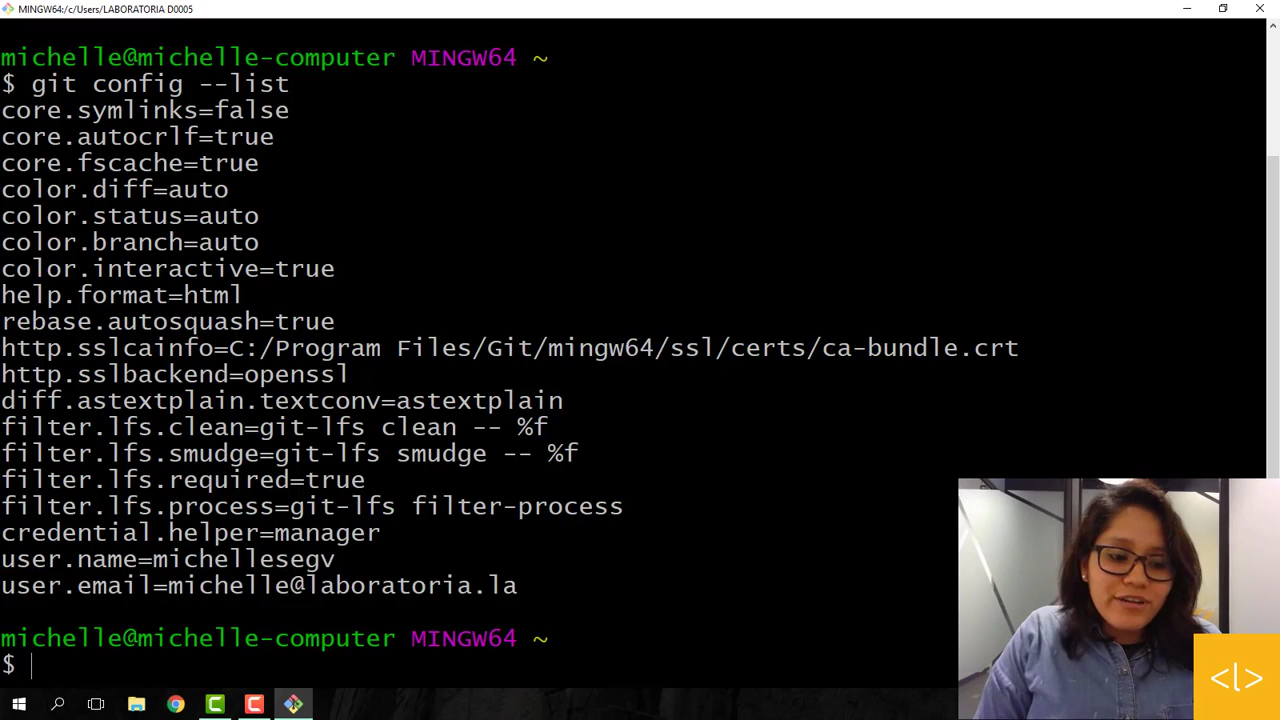 MINGW64:/c/Users/LABORATORIA D0005
michelle@michelle-computer MINGW64 ~
$ git config --list
core.symlinks=false
core.autocrlf=true
core.fscache=true
color.diff=auto
color.status=auto
color.branch=auto
color.interactive=true
help.format=html
rebase.autosquash=true
http.sslcainfo=C:/Program Files/Git/mingw64/ssl/certs/ca-bundle.crt
http.sslbackend=openssl
diff.astextplain.textconv=astextplain
filter.lfs.clean=git-lfs clean -- %f
filter.lfs.smudge=git-lfs smudge -- %f
filter.lfs.required=true
filter.lfs.process=git-lfs filter-process
credential.helper=manager
user.name=michellesegv
user.email=michelle@laboratoria.la
michelle@michelle-computer MINGW64 ~
$
<L>